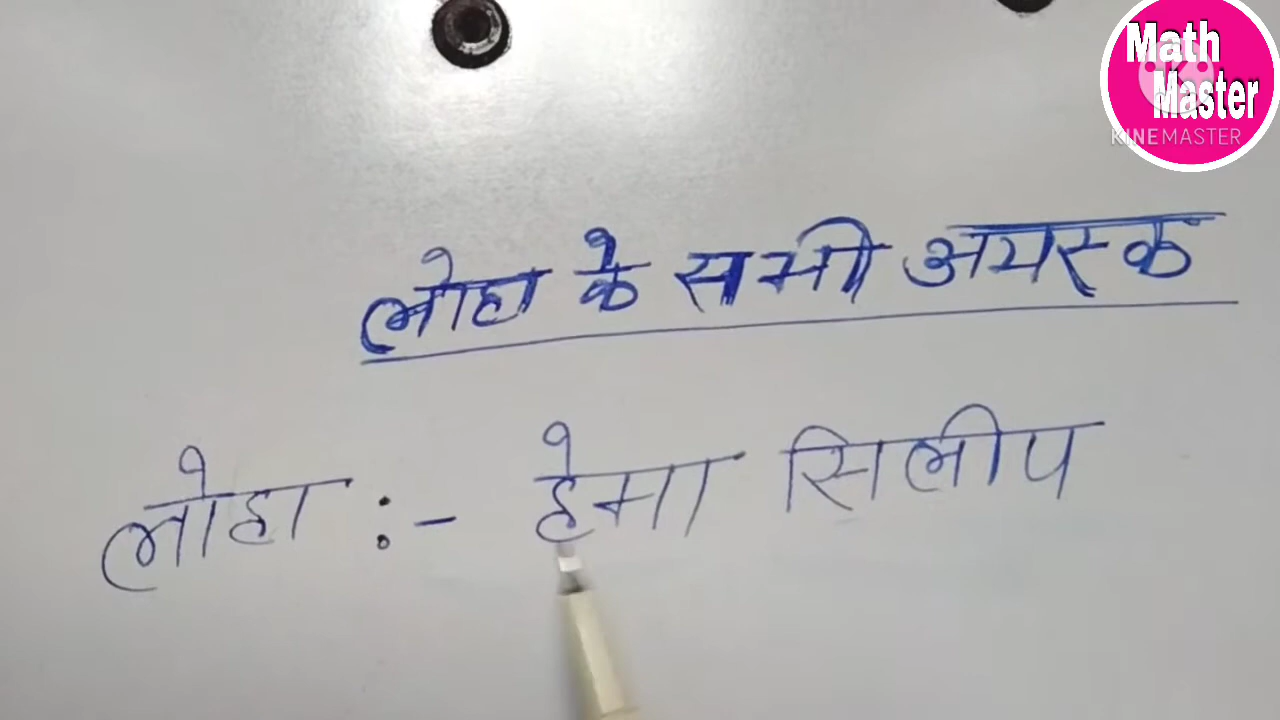 Math
Master
KINEMASTER
लोहा के सभी अयस्क
लोहा :- हेमा सिलीप